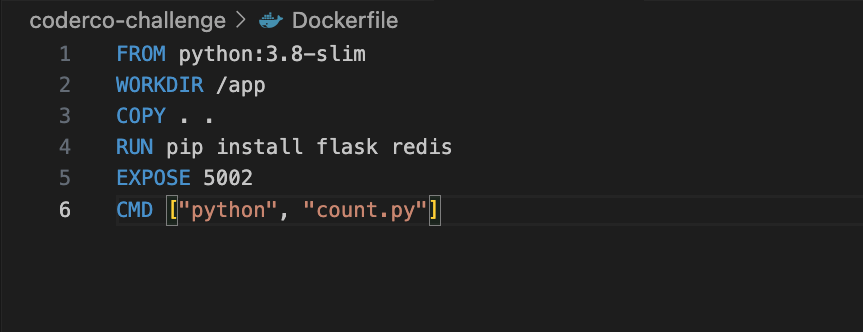 coderco-challenge > Dockerfile
1 FROM python:3.8-slim
2 WORKDIR /app
3 COPY . .
4 RUN pip install flask redis
5 EXPOSE 5002
6 CMD ["python", "count.py"]